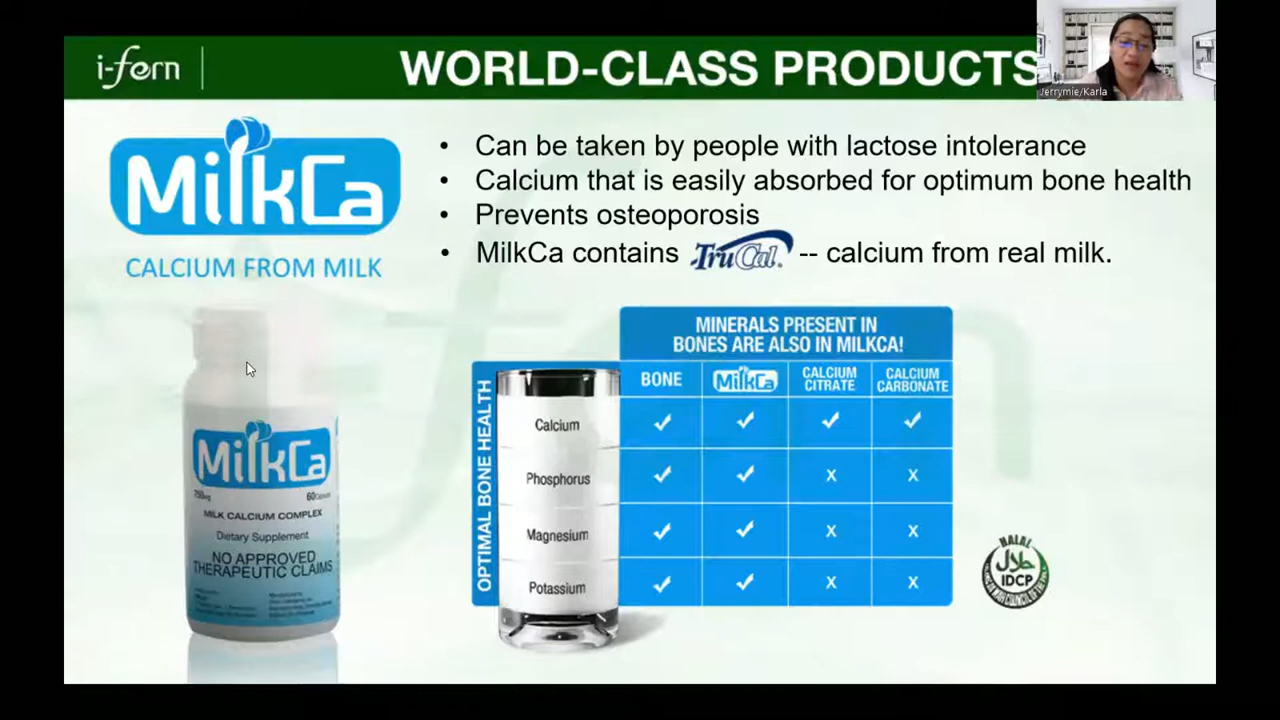 i-fern
WORLD-CLASS PRODUCTS
Jerrymie/Karla
MilkCa
CALCIUM FROM MILK
• Can be taken by people with lactose intolerance
• Calcium that is easily absorbed for optimum bone health
• Prevents osteoporosis
• MilkCa contains TruCal® -- calcium from real milk.
MINERALS PRESENT IN
BONES ARE ALSO IN MILKCA!
OPTIMAL BONE HEALTH
BONE MilkCa CALCIUM CITRATE CALCIUM CARBONATE
Calcium ✓ ✓ ✓ ✓
Phosphorus ✓ ✓ x x
Magnesium ✓ ✓ x x
Potassium ✓ ✓ x x
MilkCa
750mg 60Capsules
MILK CALCIUM COMPLEX
Dietary Supplement
NO APPROVED
THERAPEUTIC CLAIMS
HALAL
حلال
IDCP